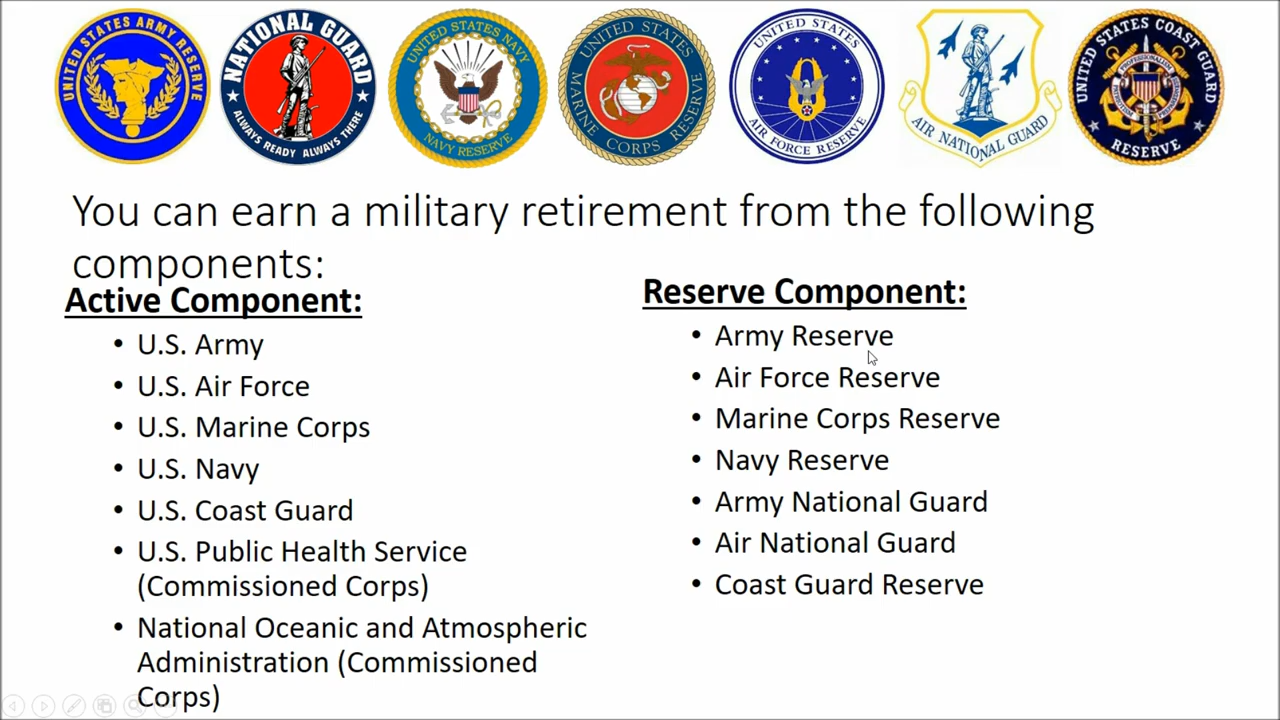 UNITED STATES ARMY RESERVE
NATIONAL GUARD
ALWAYS READY ALWAYS THERE
UNITED STATES NAVY
NAVY RESERVE
UNITED STATES
MARINE CORPS RESERVE
UNITED STATES
AIR FORCE RESERVE
AIR NATIONAL GUARD
UNITED STATES COAST GUARD
RESERVE
You can earn a military retirement from the following
components:
Active Component:
• U.S. Army
• U.S. Air Force
• U.S. Marine Corps
• U.S. Navy
• U.S. Coast Guard
• U.S. Public Health Service
(Commissioned Corps)
• National Oceanic and Atmospheric
Administration (Commissioned
Corps)
Reserve Component:
• Army Reserve
• Air Force Reserve
• Marine Corps Reserve
• Navy Reserve
• Army National Guard
• Air National Guard
• Coast Guard Reserve